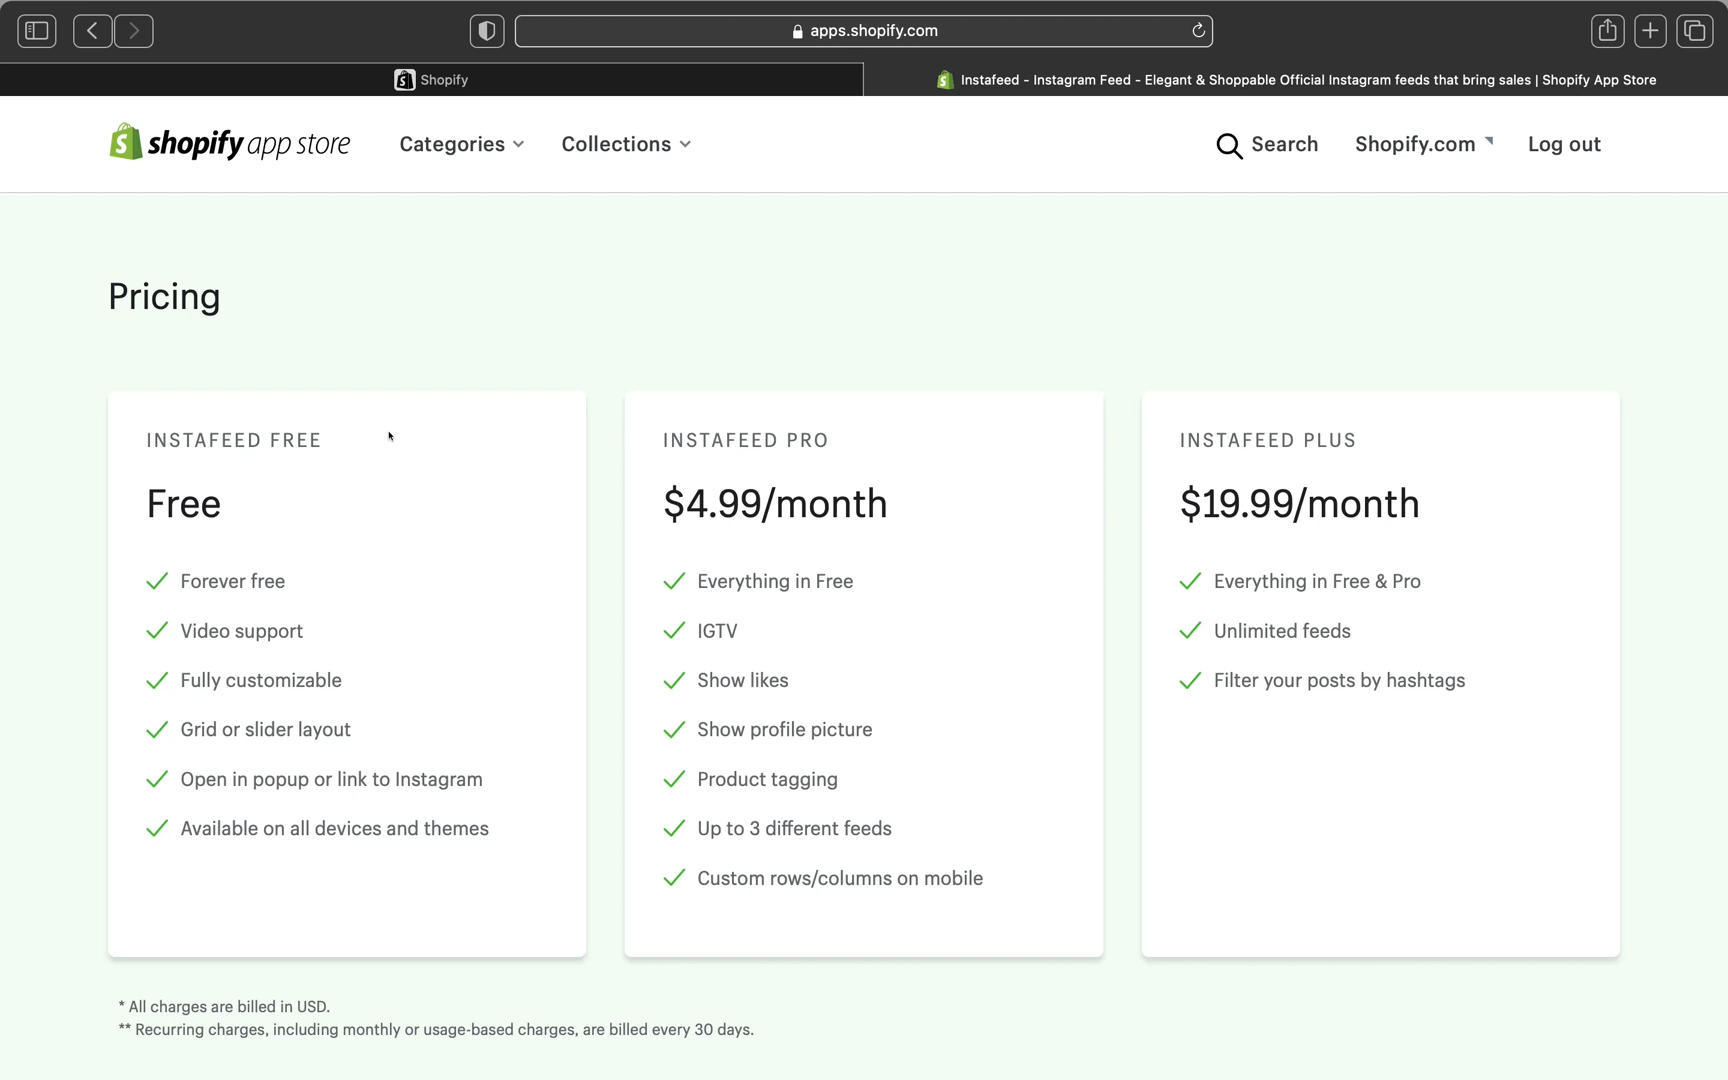 apps.shopify.com
Shopify
Instafeed - Instagram Feed - Elegant & Shoppable Official Instagram feeds that bring sales | Shopify App Store
shopify app store
Categories
Collections
Search
Shopify.com
Log out
Pricing
INSTAFEED FREE
Free
Forever free
Video support
Fully customizable
Grid or slider layout
Open in popup or link to Instagram
Available on all devices and themes
INSTAFEED PRO
$4.99/month
Everything in Free
IGTV
Show likes
Show profile picture
Product tagging
Up to 3 different feeds
Custom rows/columns on mobile
INSTAFEED PLUS
$19.99/month
Everything in Free & Pro
Unlimited feeds
Filter your posts by hashtags
* All charges are billed in USD.
** Recurring charges, including monthly or usage-based charges, are billed every 30 days.